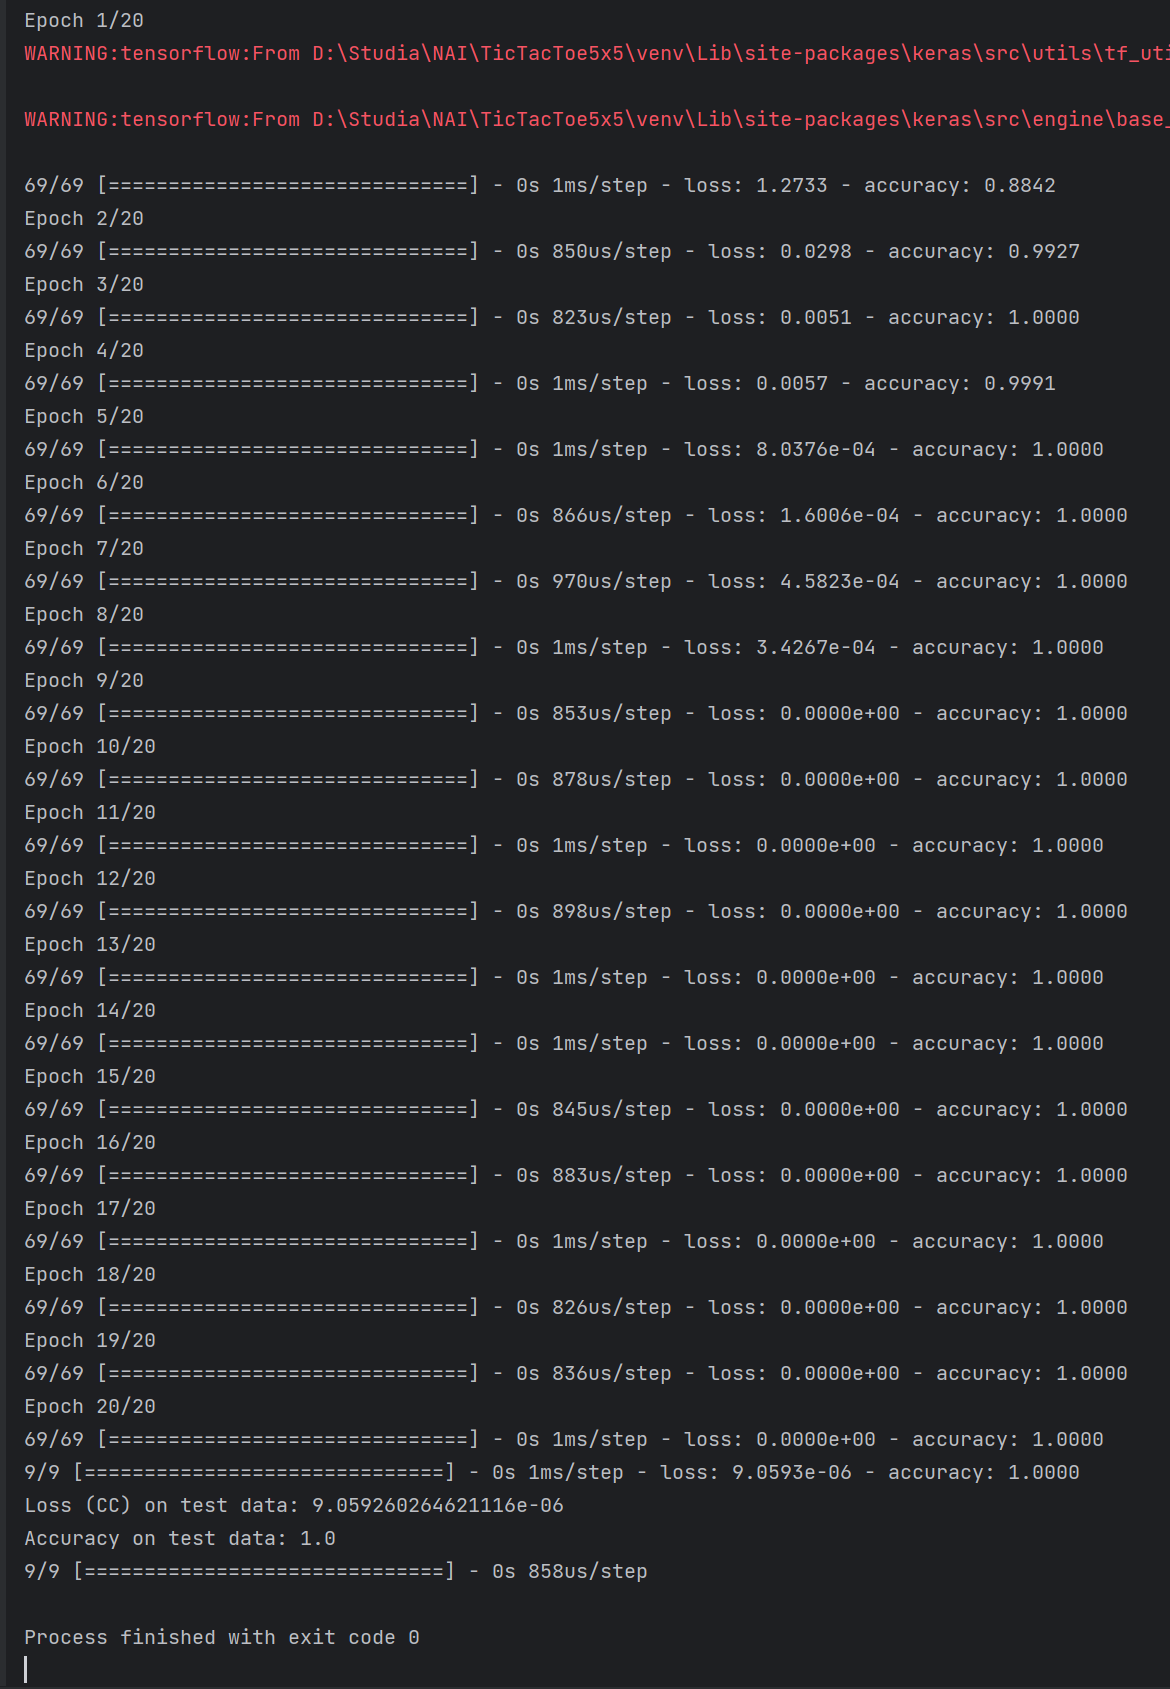 Epoch 1/20
WARNING:tensorflow:From D:\Studia\NAI\TicTacToe5x5\venv\Lib\site-packages\keras\src\utils\tf_uti
WARNING:tensorflow:From D:\Studia\NAI\TicTacToe5x5\venv\Lib\site-packages\keras\src\engine\base_
69/69 [==============================] - 0s 1ms/step - loss: 1.2733 - accuracy: 0.8842
Epoch 2/20
69/69 [==============================] - 0s 850us/step - loss: 0.0298 - accuracy: 0.9927
Epoch 3/20
69/69 [==============================] - 0s 823us/step - loss: 0.0051 - accuracy: 1.0000
Epoch 4/20
69/69 [==============================] - 0s 1ms/step - loss: 0.0057 - accuracy: 0.9991
Epoch 5/20
69/69 [==============================] - 0s 1ms/step - loss: 8.0376e-04 - accuracy: 1.0000
Epoch 6/20
69/69 [==============================] - 0s 866us/step - loss: 1.6006e-04 - accuracy: 1.0000
Epoch 7/20
69/69 [==============================] - 0s 970us/step - loss: 4.5823e-04 - accuracy: 1.0000
Epoch 8/20
69/69 [==============================] - 0s 1ms/step - loss: 3.4267e-04 - accuracy: 1.0000
Epoch 9/20
69/69 [==============================] - 0s 853us/step - loss: 0.0000e+00 - accuracy: 1.0000
Epoch 10/20
69/69 [==============================] - 0s 878us/step - loss: 0.0000e+00 - accuracy: 1.0000
Epoch 11/20
69/69 [==============================] - 0s 1ms/step - loss: 0.0000e+00 - accuracy: 1.0000
Epoch 12/20
69/69 [==============================] - 0s 898us/step - loss: 0.0000e+00 - accuracy: 1.0000
Epoch 13/20
69/69 [==============================] - 0s 1ms/step - loss: 0.0000e+00 - accuracy: 1.0000
Epoch 14/20
69/69 [==============================] - 0s 1ms/step - loss: 0.0000e+00 - accuracy: 1.0000
Epoch 15/20
69/69 [==============================] - 0s 845us/step - loss: 0.0000e+00 - accuracy: 1.0000
Epoch 16/20
69/69 [==============================] - 0s 883us/step - loss: 0.0000e+00 - accuracy: 1.0000
Epoch 17/20
69/69 [==============================] - 0s 1ms/step - loss: 0.0000e+00 - accuracy: 1.0000
Epoch 18/20
69/69 [==============================] - 0s 826us/step - loss: 0.0000e+00 - accuracy: 1.0000
Epoch 19/20
69/69 [==============================] - 0s 836us/step - loss: 0.0000e+00 - accuracy: 1.0000
Epoch 20/20
69/69 [==============================] - 0s 1ms/step - loss: 0.0000e+00 - accuracy: 1.0000
9/9 [==============================] - 0s 1ms/step - loss: 9.0593e-06 - accuracy: 1.0000
Loss (CC) on test data: 9.059260264621116e-06
Accuracy on test data: 1.0
9/9 [==============================] - 0s 858us/step
Process finished with exit code 0